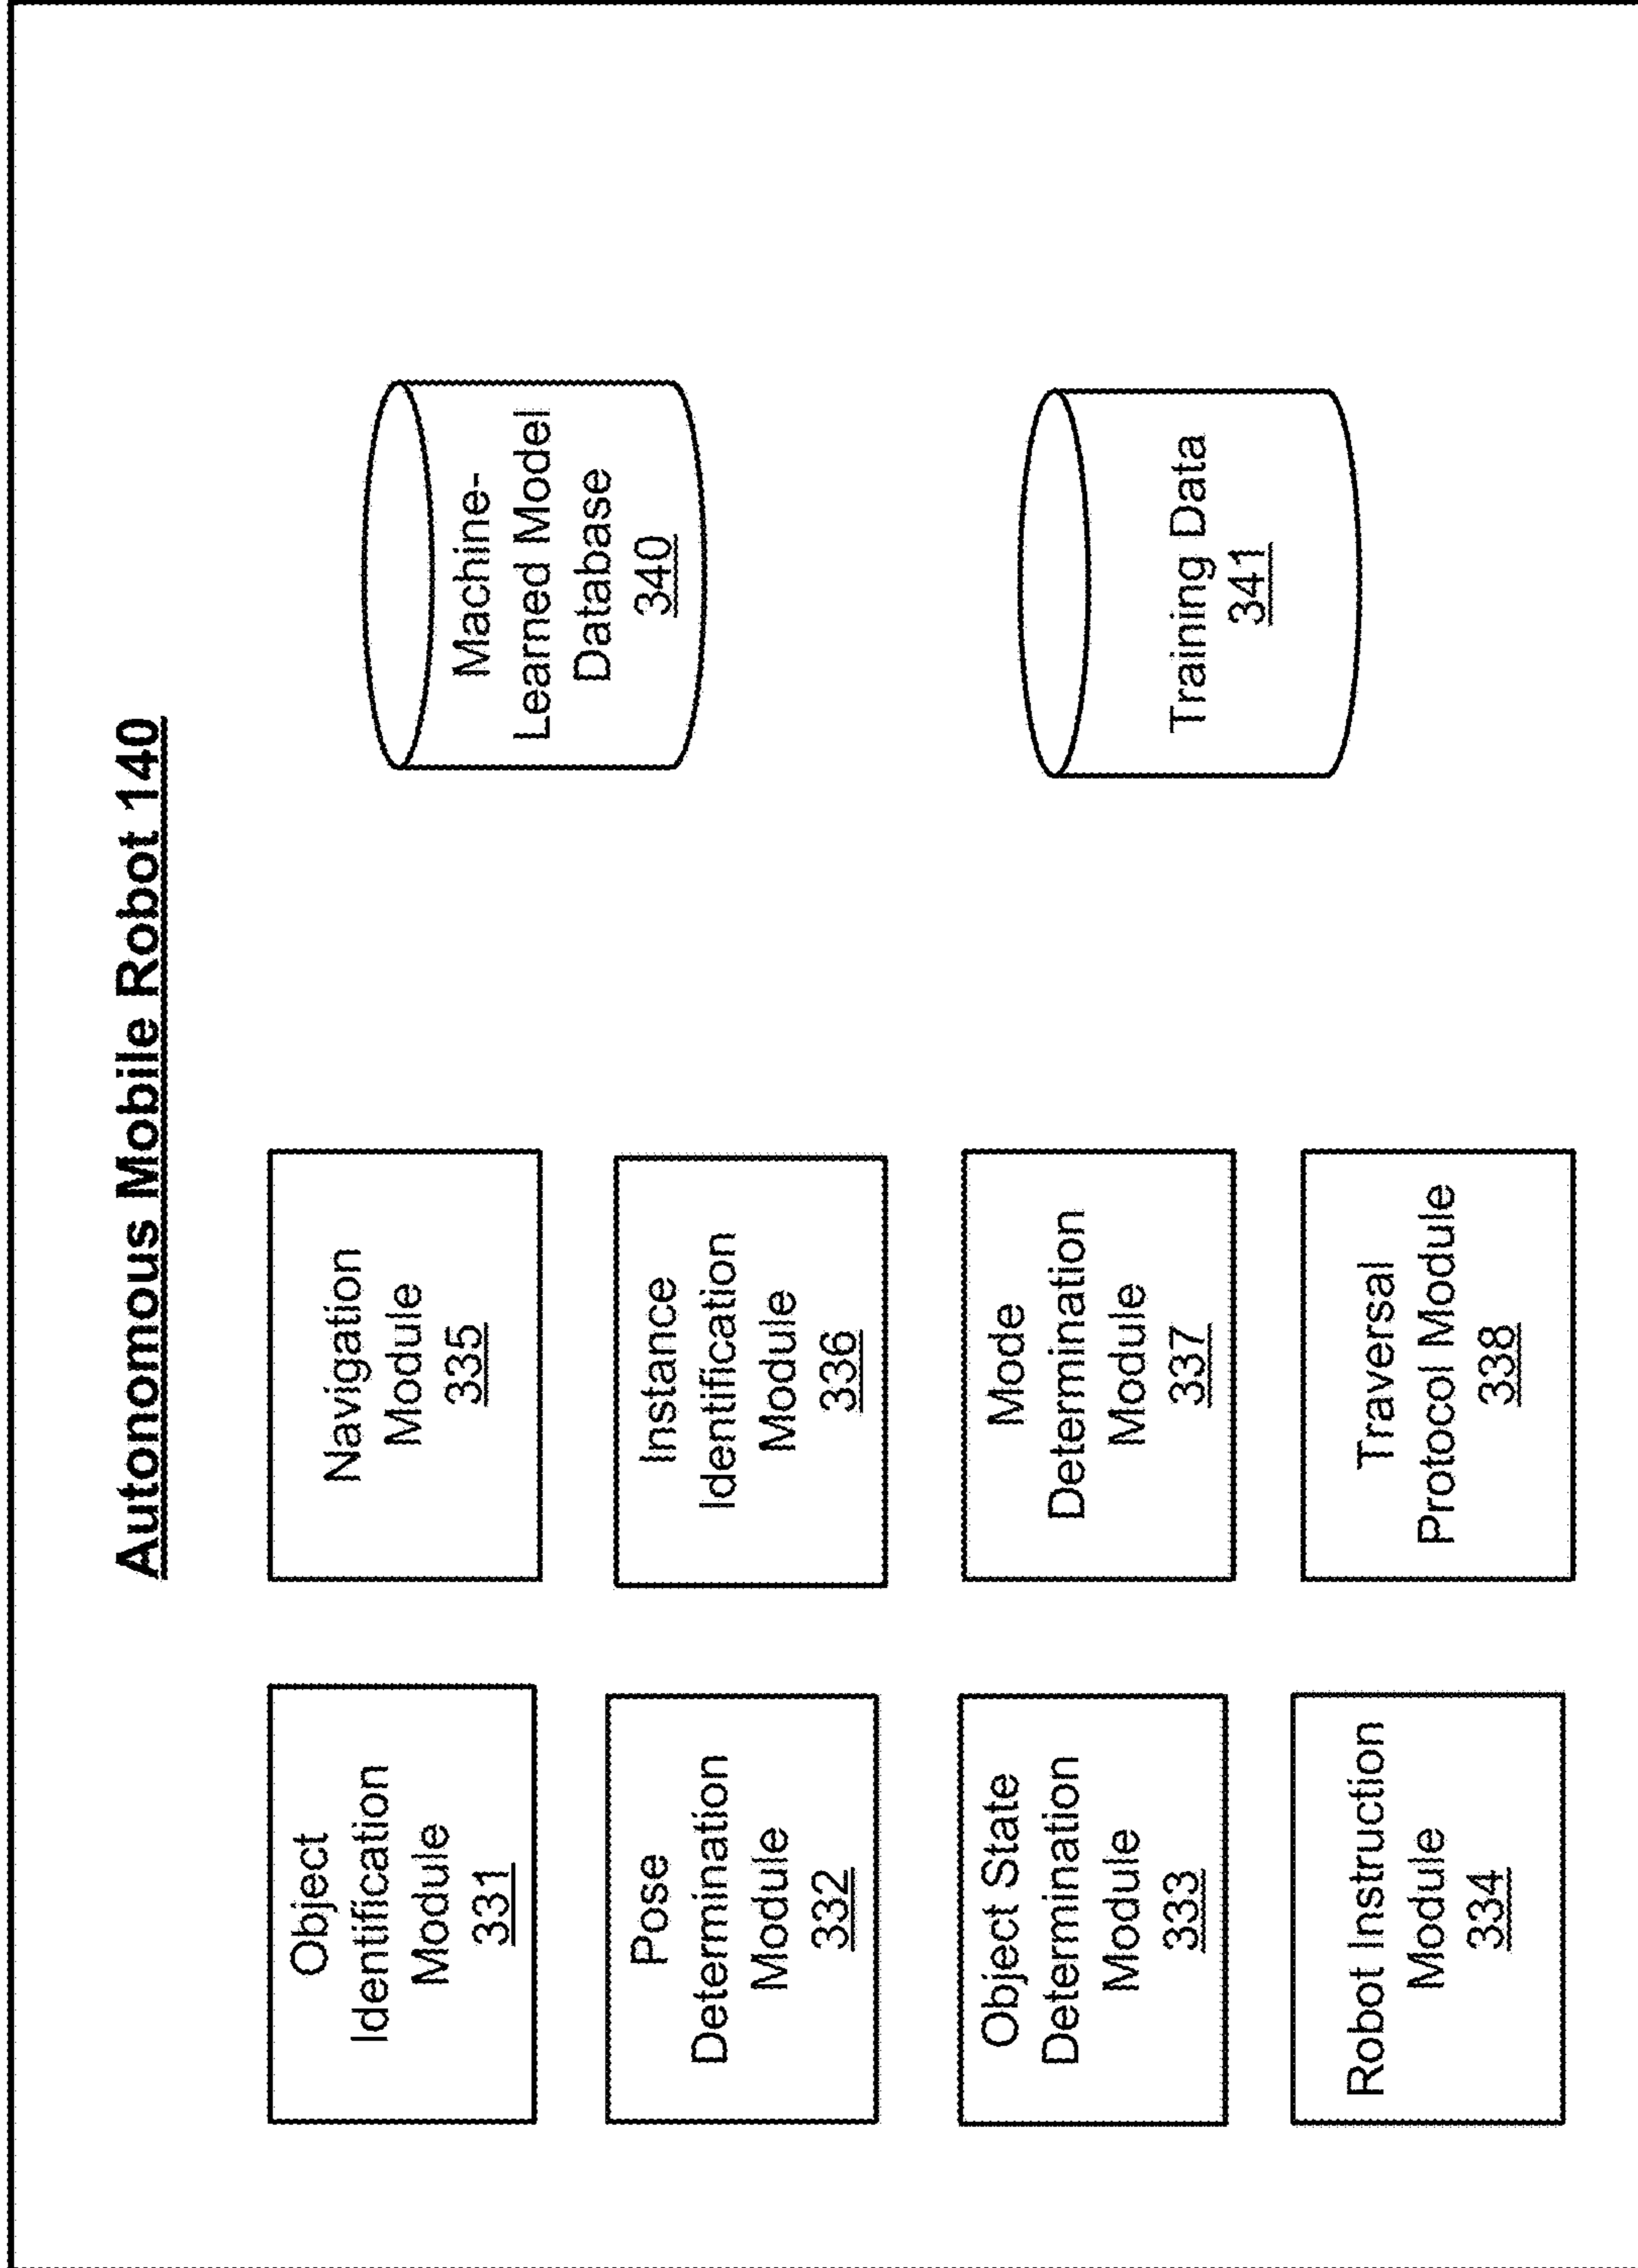 Autonomous Mobile Robot 140
Object
Identification
Module
331
Navigation
Module
335
Machine-
Learned Model
Database
340
Pose
Determination
Module
332
Instance
Identification
Module
336
Object State
Determination
Module
333
Mode
Determination
Module
337
Training Data
341
Robot Instruction
Module
334
Traversal
Protocol Module
338